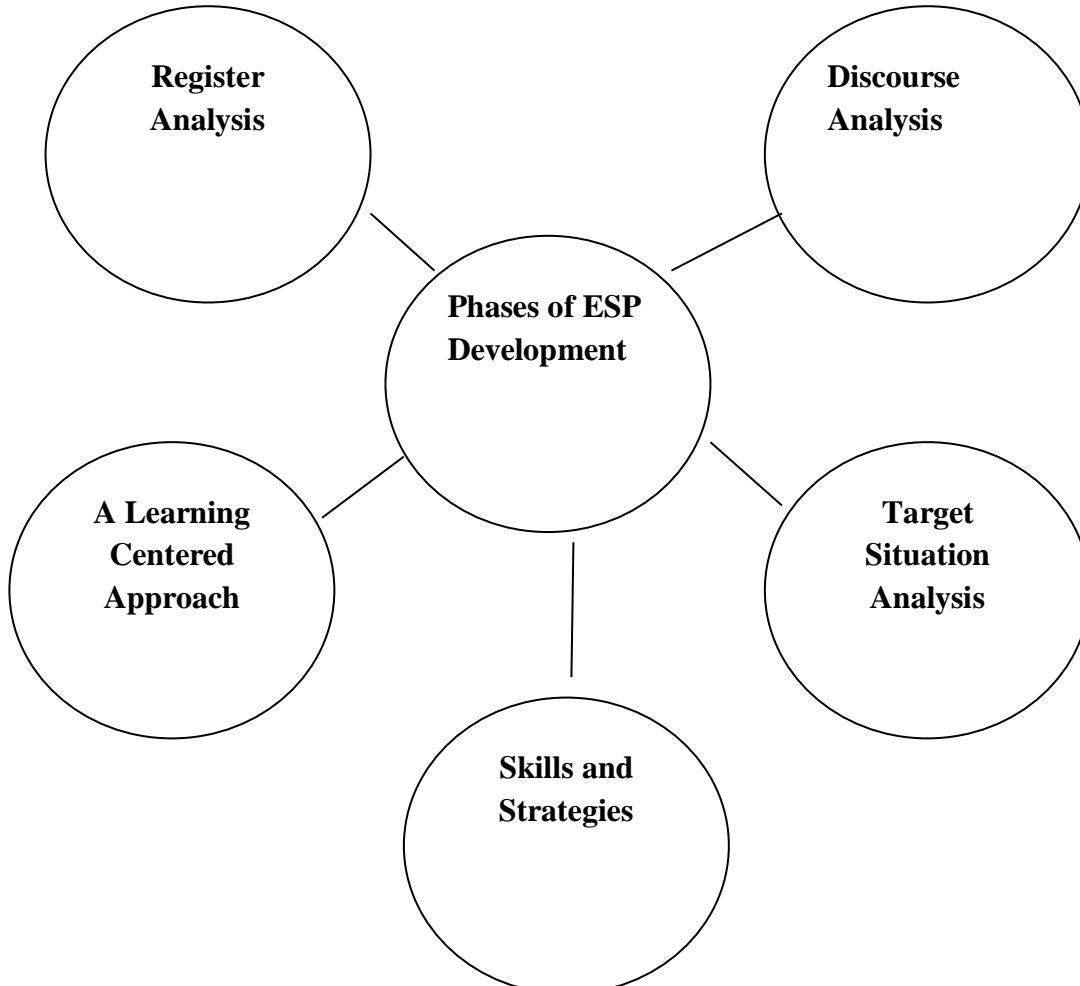 Register
Analysis
Discourse
Analysis
Phases of ESP
Development
A Learning
Centered
Approach
Target
Situation
Analysis
Skills and
Strategies